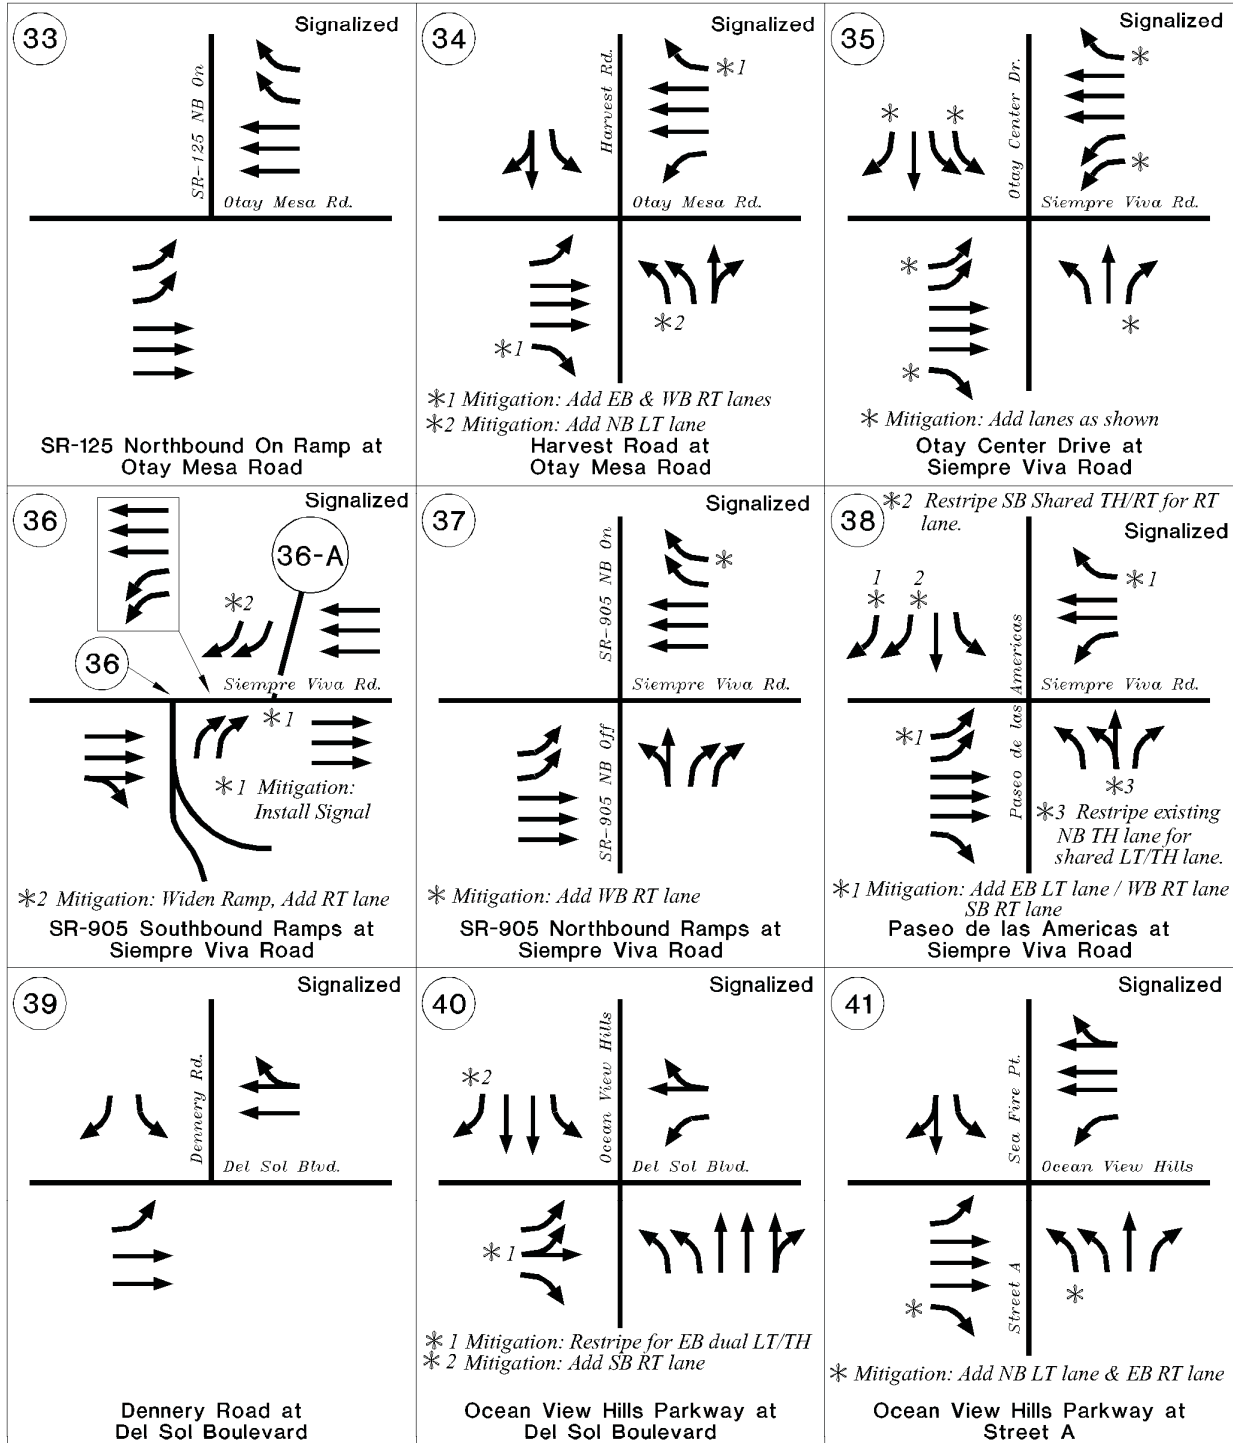 33
Signalized
SR-125 NB On
Otay Mesa Rd.
SR-125 Northbound On Ramp at
Otay Mesa Road
34
Signalized
Harvest Rd.
*1
Otay Mesa Rd.
*2
*1
*1 Mitigation: Add EB & WB RT lanes
*2 Mitigation: Add NB LT lane
Harvest Road at
Otay Mesa Road
35
Signalized
*
*
*
Otay Center Dr.
*
Siempre Viva Rd.
*
*
*
* Mitigation: Add lanes as shown
Otay Center Drive at
Siempre Viva Road
36
Signalized
36-A
*2
36
Siempre Viva Rd.
*1
*1 Mitigation:
Install Signal
*2 Mitigation: Widen Ramp, Add RT lane
SR-905 Southbound Ramps at
Siempre Viva Road
37
Signalized
SR-905 NB On
*
Siempre Viva Rd.
SR-905 NB Off
* Mitigation: Add WB RT lane
SR-905 Northbound Ramps at
Siempre Viva Road
38
*2 Restripe SB Shared TH/RT for RT
lane.
Signalized
1
*
2
*
*1
Paseo de las Americas
Siempre Viva Rd.
*1
*3
*3 Restripe existing
NB TH lane for
shared LT/TH lane.
*1 Mitigation: Add EB LT lane / WB RT lane
SB RT lane
Paseo de las Americas at
Siempre Viva Road
39
Signalized
Dennery Rd.
Del Sol Blvd.
Dennery Road at
Del Sol Boulevard
40
Signalized
*2
Ocean View Hills
Del Sol Blvd.
*1
* 1 Mitigation: Restripe for EB dual LT/TH
* 2 Mitigation: Add SB RT lane
Ocean View Hills Parkway at
Del Sol Boulevard
41
Signalized
Sea Fire Pt.
Ocean View Hills
Street A
*
*
* Mitigation: Add NB LT lane & EB RT lane
Ocean View Hills Parkway at
Street A